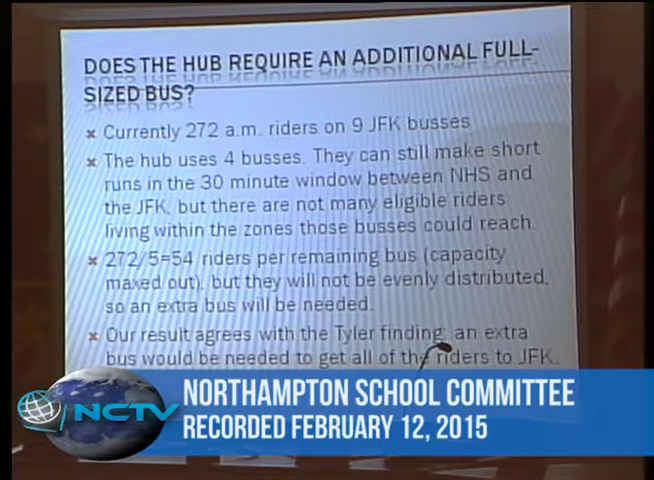 DOES THE HUB REQUIRE AN ADDITIONAL FULL-
SIZED BUS?
× Currently 272 a.m. riders on 9 JFK busses
× The hub uses 4 busses. They can still make short
runs in the 30 minute window between NHS and
the JFK, but there are not many eligible riders
living within the zones those busses could reach.
× 272/5=54 riders per remaining bus (capacity
maxed out), but they will not be evenly distributed,
so an extra bus will be needed.
× Our result agrees with the Tyler finding: an extra
bus would be needed to get all of the riders to JFK.
NCTV
NORTHAMPTON SCHOOL COMMITTEE
RECORDED FEBRUARY 12, 2015